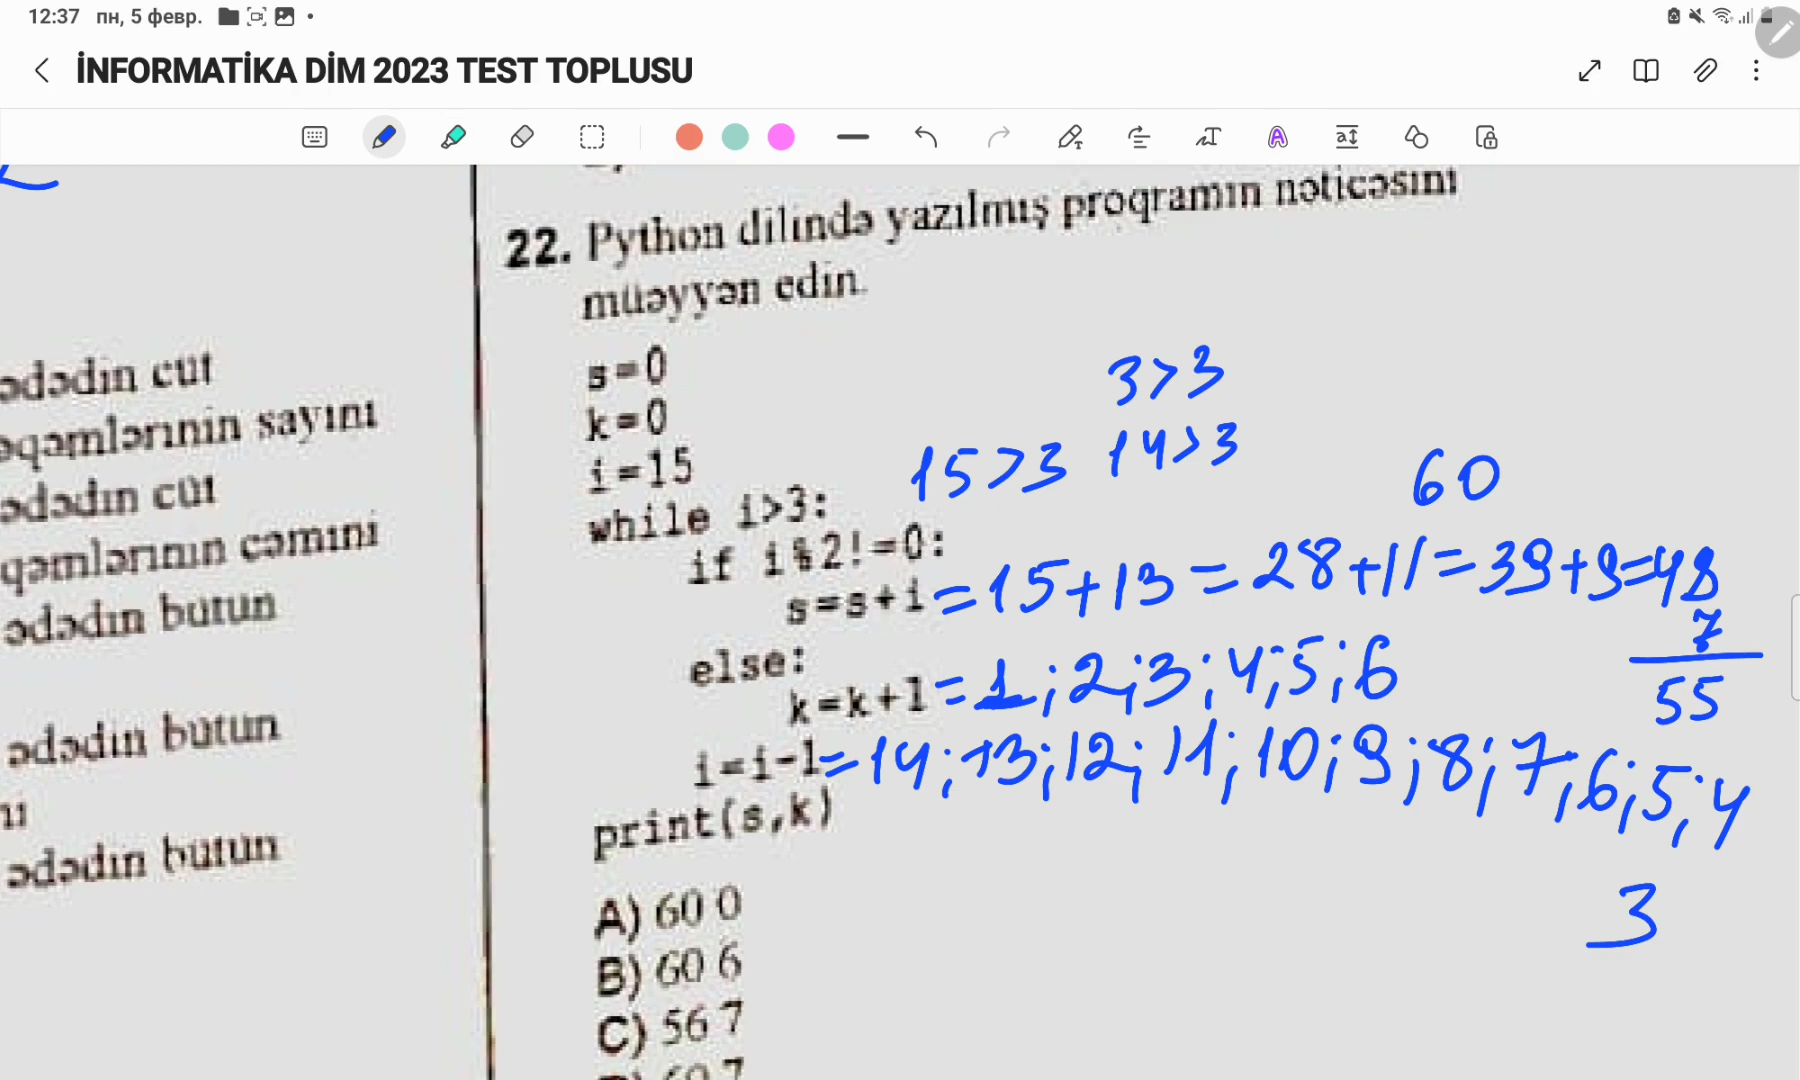 12:37 пн, 5 февр.
İNFORMATİKA DİM 2023 TEST TOPLUSU
22. Python dilində yazılmış proqramın nəticəsini
müəyyən edin.
s=0
k=0
i=15
while i>3:
if i%2!=0:
s=s+i
else:
k=k+1
i=i-1
print(s,k)
A) 60 0
B) 60 6
C) 56 7
3>3
15>3 14>3
60
=15+13=28+11=39+9=48
7
55
=1;2;3;4;5;6
=14;13;12;11;10;9;8;7;6;5;4
3
ədədin cüt
rəqəmlərinin sayını
ədədin cüt
qəmlərinin cəmini
ədədin bütün
ədədin bütün
ədədin bütün